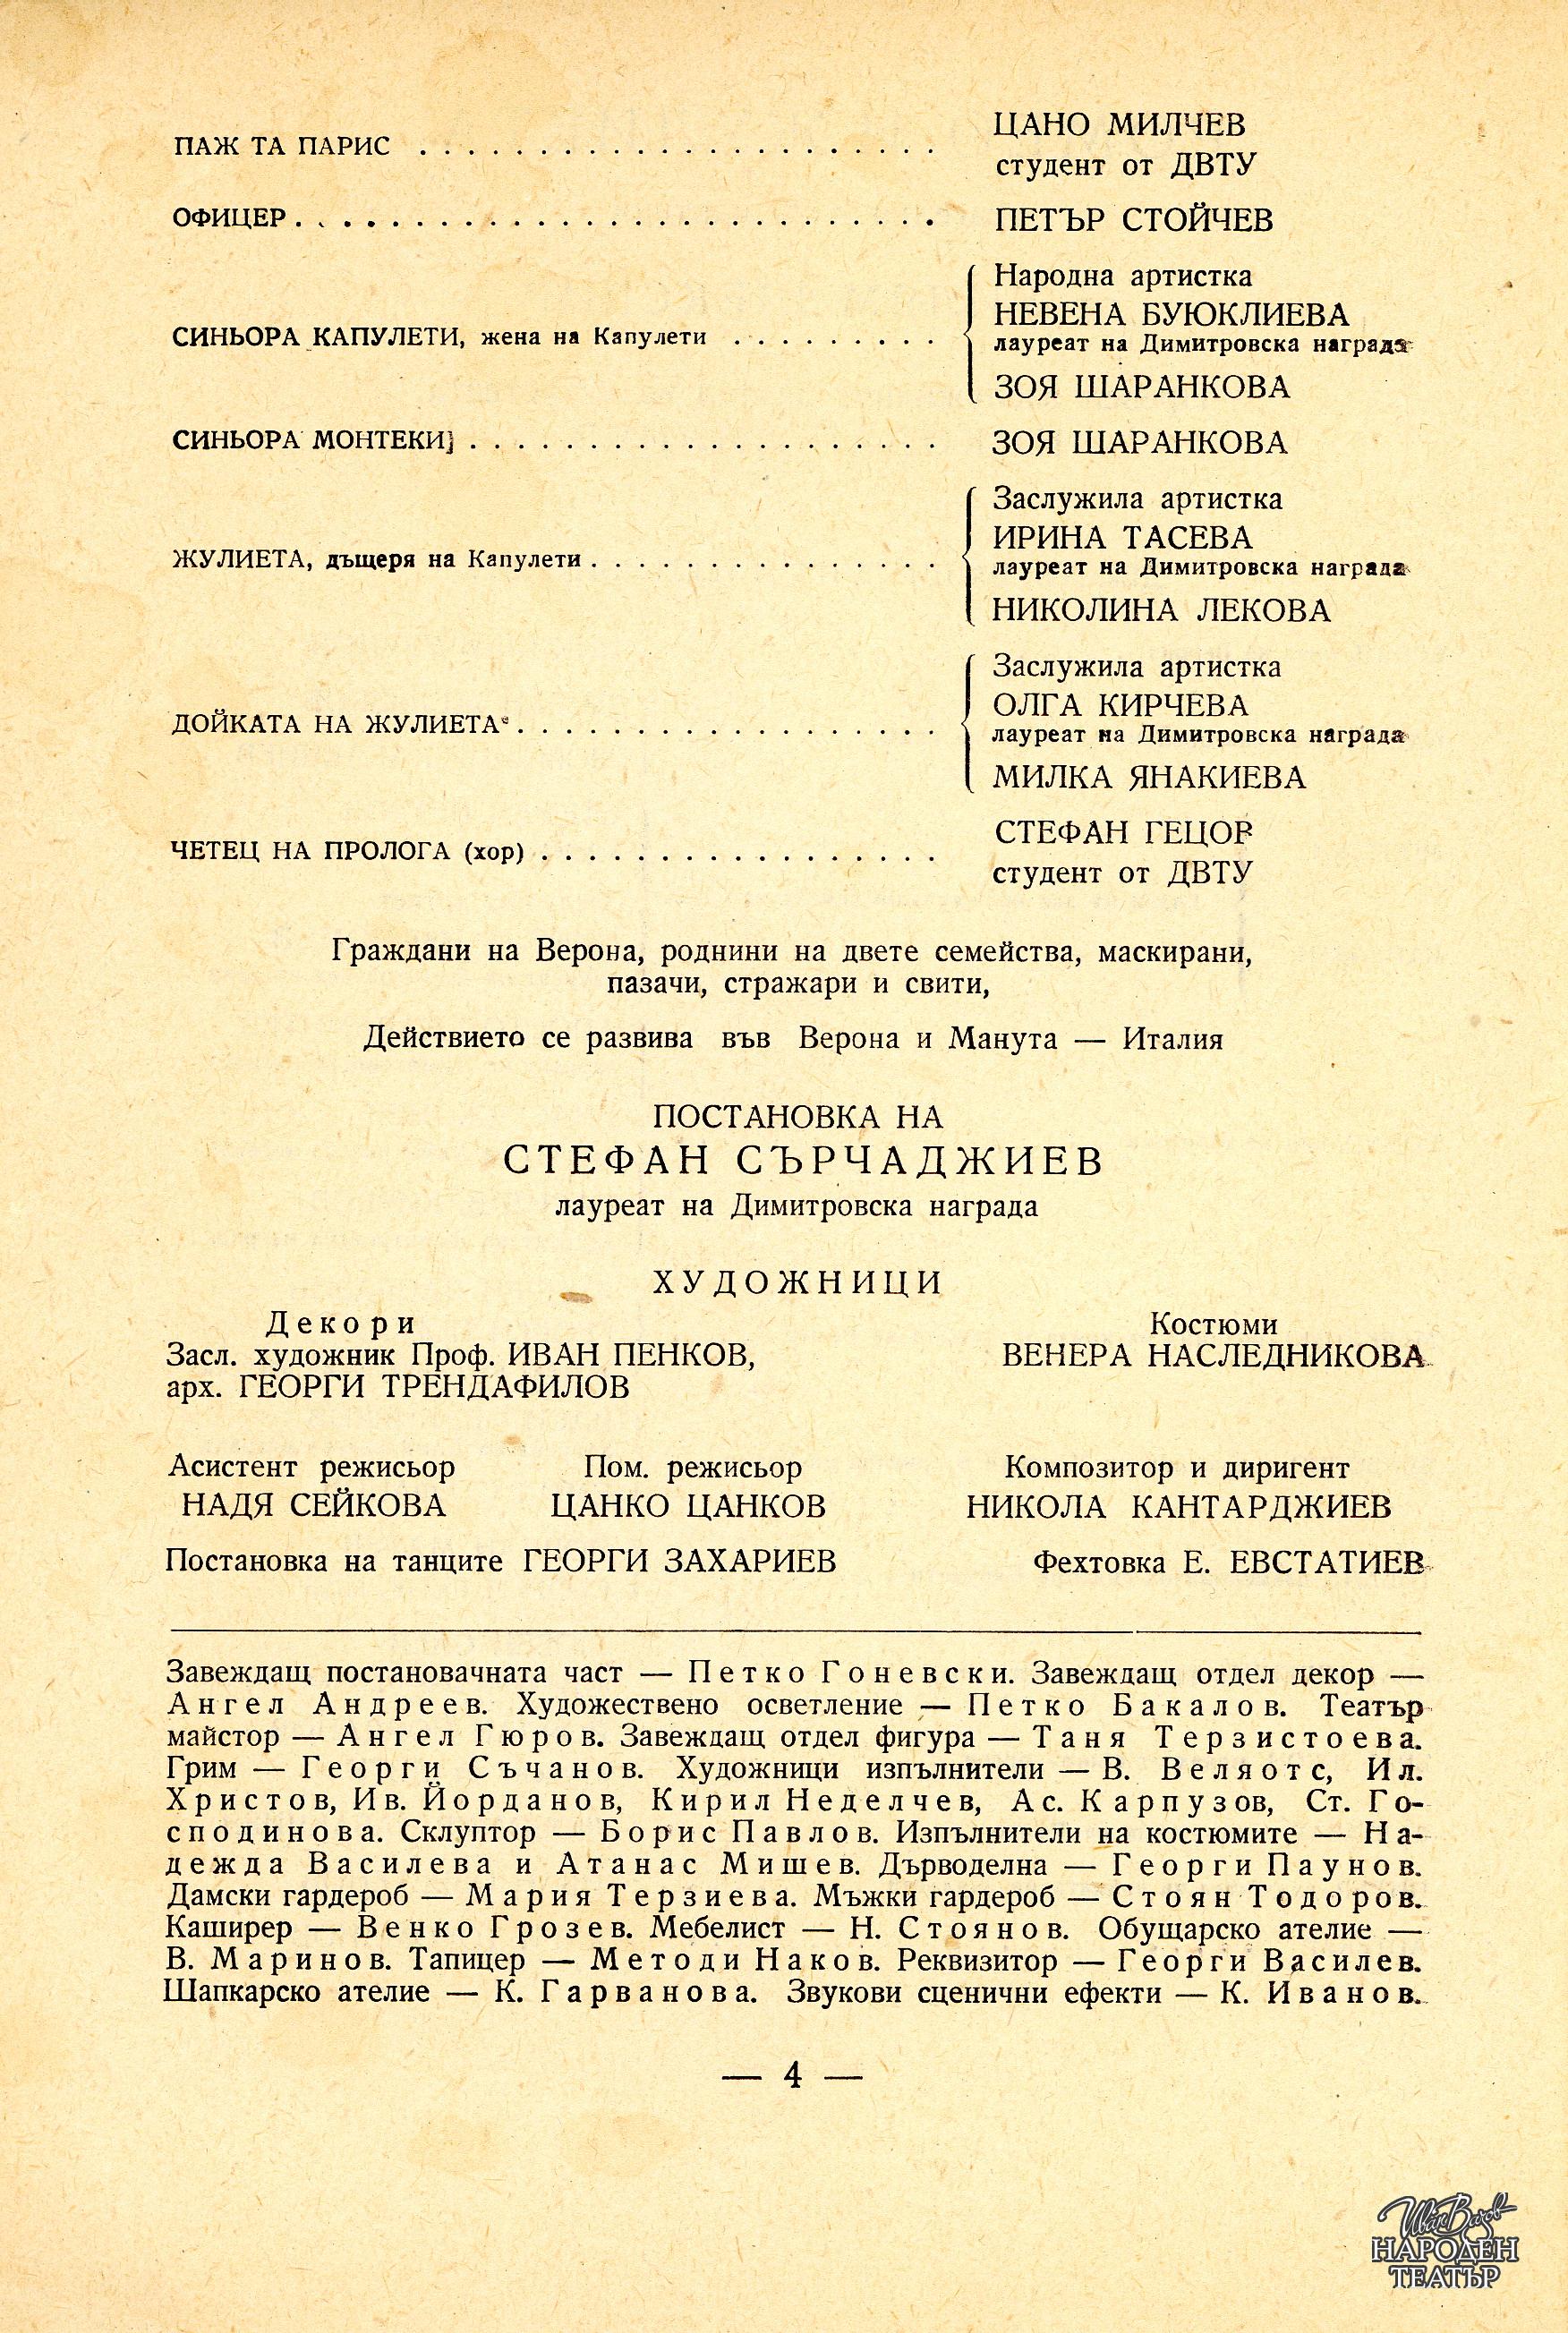 ПАЖ ТА ПАРИС . . . . . . . . . . . . . . . . . . . . . . ЦАНО МИЛЧЕВ
студент от ДВТУ
ОФИЦЕР . . . . . . . . . . . . . . . . . . . . . . . . . . . ПЕТЪР СТОЙЧЕВ
Народна артистка
СИНЬОРА КАПУЛЕТИ, жена на Капулети . . . . . . . . . НЕВЕНА БУЮКЛИЕВА
лауреат на Димитровска награда
ЗОЯ ШАРАНКОВА
СИНЬОРА МОНТЕКИ . . . . . . . . . . . . . . . . . . . . ЗОЯ ШАРАНКОВА
Заслужила артистка
ЖУЛИЕТА, дъщеря на Капулети . . . . . . . . . . . . . . . ИРИНА ТАСЕВА
лауреат на Димитровска награда
НИКОЛИНА ЛЕКОВА
Заслужила артистка
ДОЙКАТА НА ЖУЛИЕТА . . . . . . . . . . . . . . . . . . ОЛГА КИРЧЕВА
лауреат на Димитровска награда
МИЛКА ЯНАКИЕВА
ЧЕТЕЦ НА ПРОЛОГА (хор) . . . . . . . . . . . . . . . . . СТЕФАН ГЕЦОВ
студент от ДВТУ
Граждани на Верона, роднини на двете семейства, маскирани,
пазачи, стражари и свити,
Действието се развива във Верона и Манута — Италия
ПОСТАНОВКА НА
СТЕФАН СЪРЧАДЖИЕВ
лауреат на Димитровска награда
ХУДОЖНИЦИ
Декори Костюми
Засл. художник Проф. ИВАН ПЕНКОВ, ВЕНЕРА НАСЛЕДНИКОВА
арх. ГЕОРГИ ТРЕНДАФИЛОВ
Асистент режисьор Пом. режисьор Композитор и диригент
НАДЯ СЕЙКОВА ЦАНКО ЦАНКОВ НИКОЛА КАНТАРДЖИЕВ
Постановка на танците ГЕОРГИ ЗАХАРИЕВ Фехтовка Е. ЕВСТАТИЕВ
Завеждащ постановачната част — Петко Гоневски. Завеждащ отдел декор —
Ангел Андреев. Художествено осветление — Петко Бакалов. Театър
майстор — Ангел Гюров. Завеждащ отдел фигура — Таня Терзистоева.
Грим — Георги Съчанов. Художници изпълнители — В. Веляотс, Ил.
Христов, Ив. Йорданов, Кирил Неделчев, Ас. Карпузов, Ст. Го-
сподинова. Склуптор — Борис Павлов. Изпълнители на костюмите — На-
дежда Василева и Атанас Мишев. Дърводелна — Георги Паунов.
Дамски гардероб — Мария Терзиева. Мъжки гардероб — Стоян Тодоров.
Каширер — Венко Грозев. Мебелист — Н. Стоянов. Обущарско ателие —
В. Маринов. Тапицер — Методи Наков. Реквизитор — Георги Василев.
Шапкарско ателие — К. Гарванова. Звукови сценични ефекти — К. Иванов.
— 4 —
Иван Вазов
НАРОДЕН
ТЕАТЪР